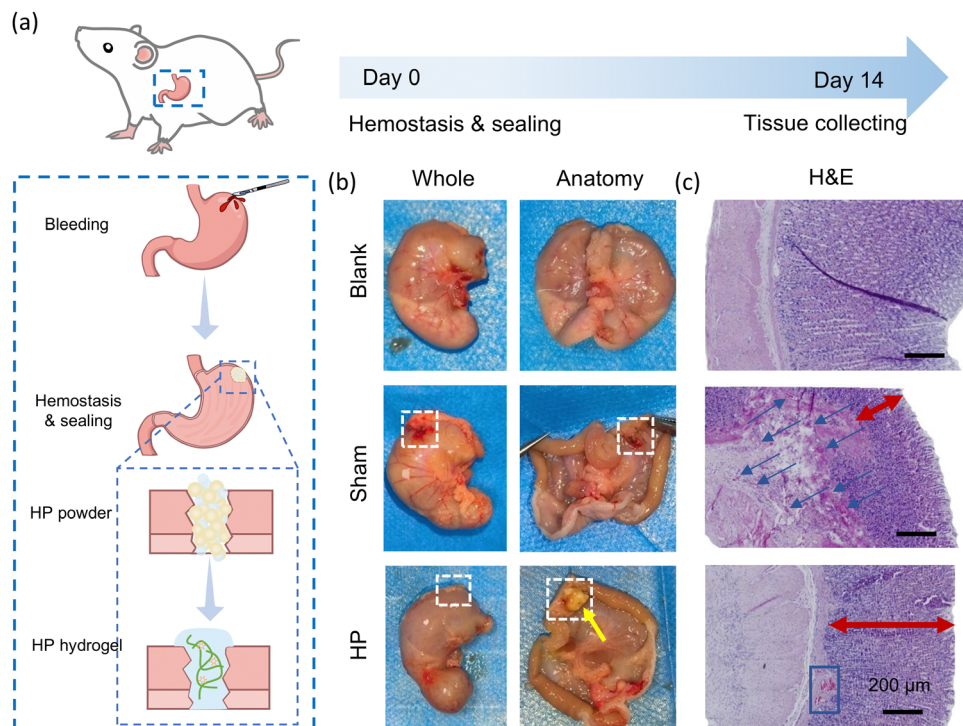 (a)
Day 0
Day 14
Hemostasis & sealing
Tissue collecting
Bleeding
Hemostasis
& sealing
HP powder
HP hydrogel
(b)
Whole
Anatomy
(c)
H&E
Blank
Sham
HP
200 μm